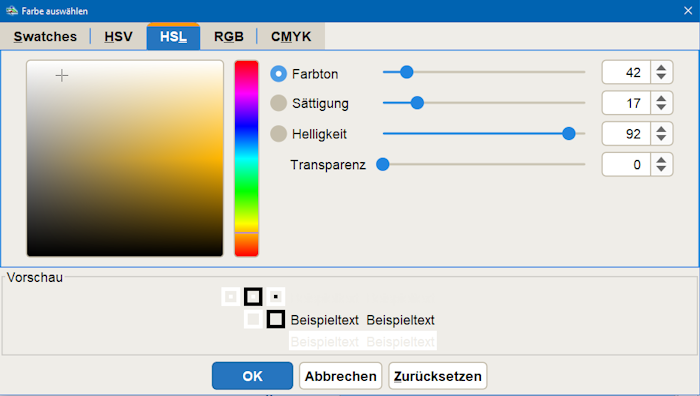 Farbe auswählen
Swatches HSV HSL RGB CMYK
Farbton 42
Sättigung 17
Helligkeit 92
Transparenz 0
Vorschau
Beispieltext Beispieltext
Beispieltext Beispieltext
OK Abbrechen Zurücksetzen